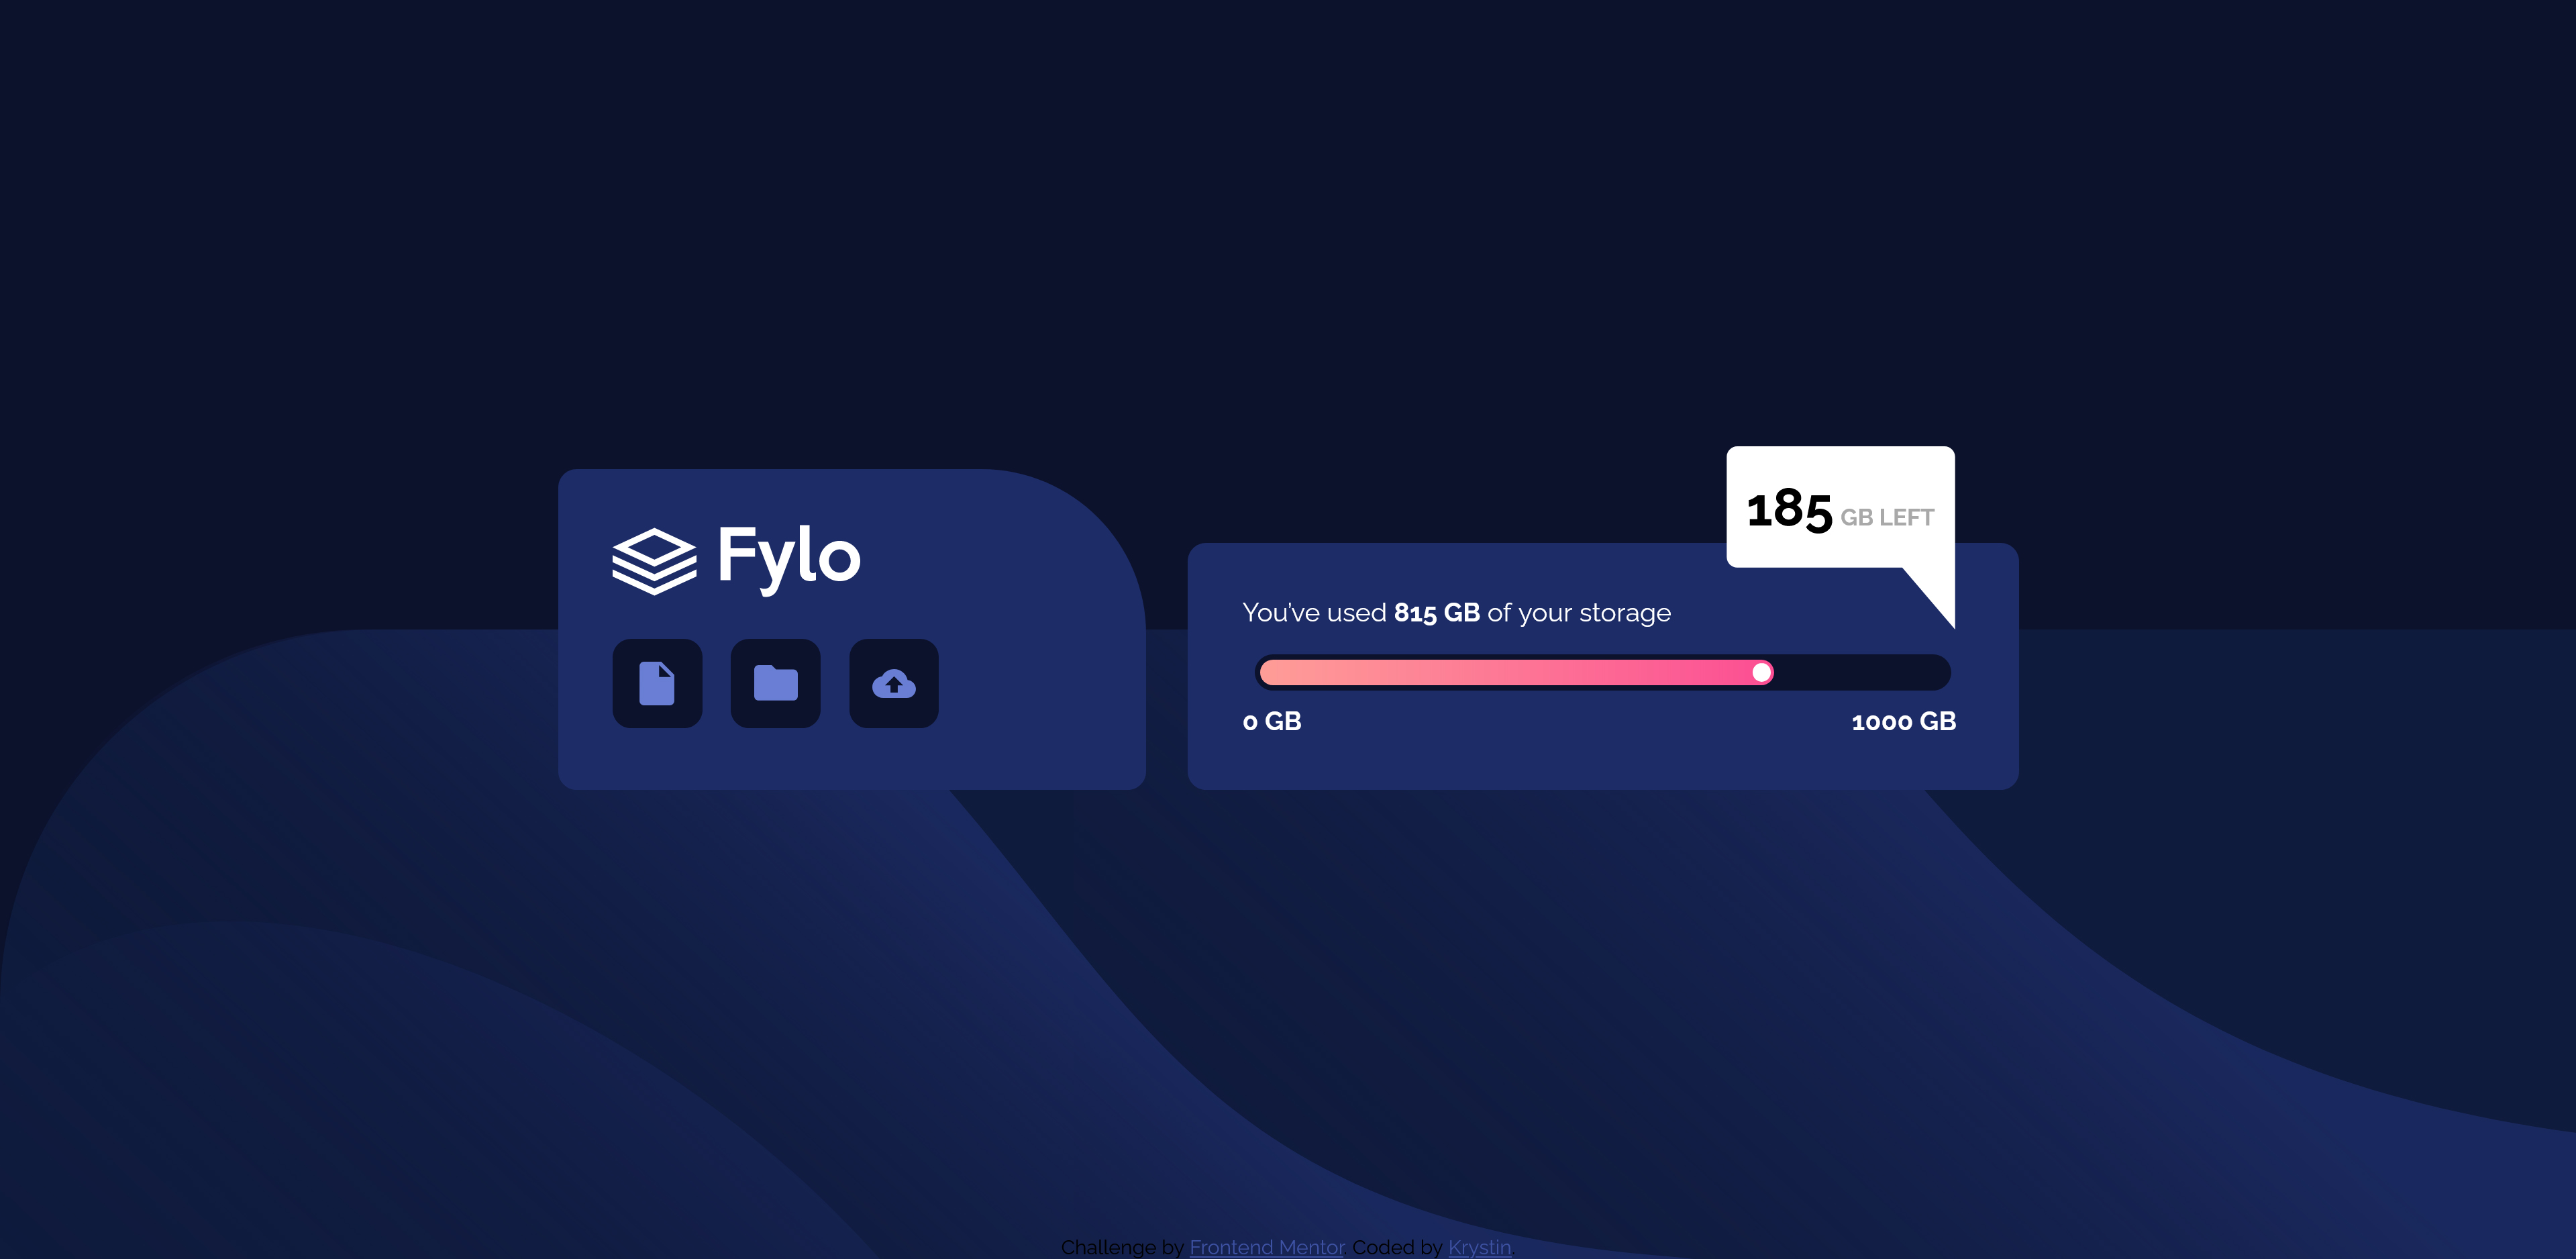 Fylo
185 GB LEFT
You've used 815 GB of your storage
0 GB
1000 GB
Challenge by Frontend Mentor. Coded by Krystin.